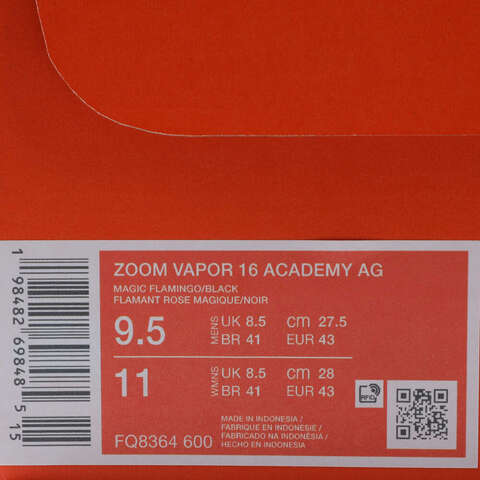 ZOOM VAPOR 16 ACADEMY AG
MAGIC FLAMINGO/BLACK
FLAMANT ROSE MAGIQUE/NOIR
9.5 MENS UK 8.5 cm 27.5
BR 41 EUR 43
11 WMNS UK 8.5 cm 28
BR 41 EUR 43
RFID
MADE IN INDONESIA /
FABRIQUE EN INDONESIE /
FABRICADO NA INDONESIA /
HECHO EN INDONESIA
FQ8364 600
1 98482 69848 515